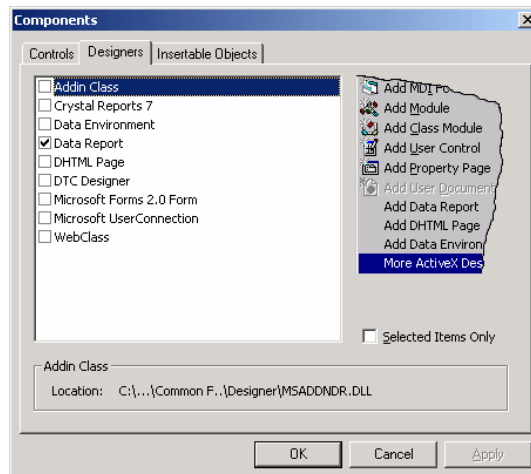 Components
Controls Designers Insertable Objects
Addin Class
Crystal Reports 7
Data Environment
Data Report
DHTML Page
DTC Designer
Microsoft Forms 2.0 Form
Microsoft UserConnection
WebClass
Add MDI Fo
Add Module
Add Class Module
Add User Control
Add Property Page
Add User Document
Add Data Report
Add DHTML Page
Add Data Environ
More ActiveX Des
Selected Items Only
Addin Class
Location: C:\...\Common F..\Designer\MSADDNDR.DLL
OK Cancel Apply